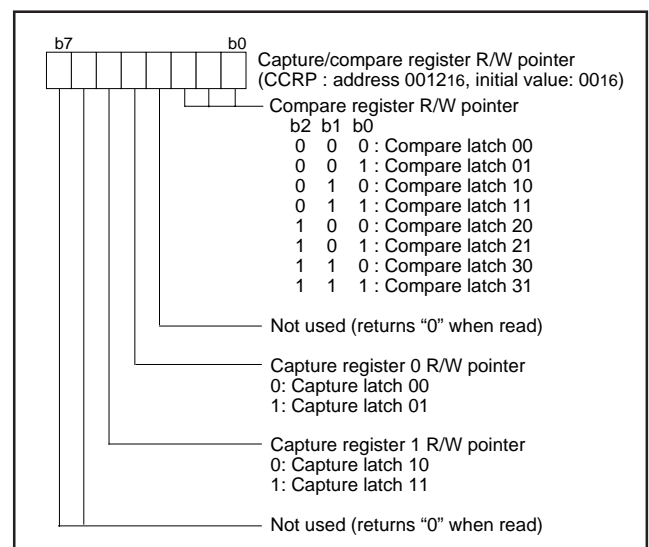 b7 b0
Capture/compare register R/W pointer
(CCRP : address 001216, initial value: 0016)
Compare register R/W pointer
b2 b1 b0
0 0 0 : Compare latch 00
0 0 1 : Compare latch 01
0 1 0 : Compare latch 10
0 1 1 : Compare latch 11
1 0 0 : Compare latch 20
1 0 1 : Compare latch 21
1 1 0 : Compare latch 30
1 1 1 : Compare latch 31
Not used (returns “0” when read)
Capture register 0 R/W pointer
0: Capture latch 00
1: Capture latch 01
Capture register 1 R/W pointer
0: Capture latch 10
1: Capture latch 11
Not used (returns “0” when read)